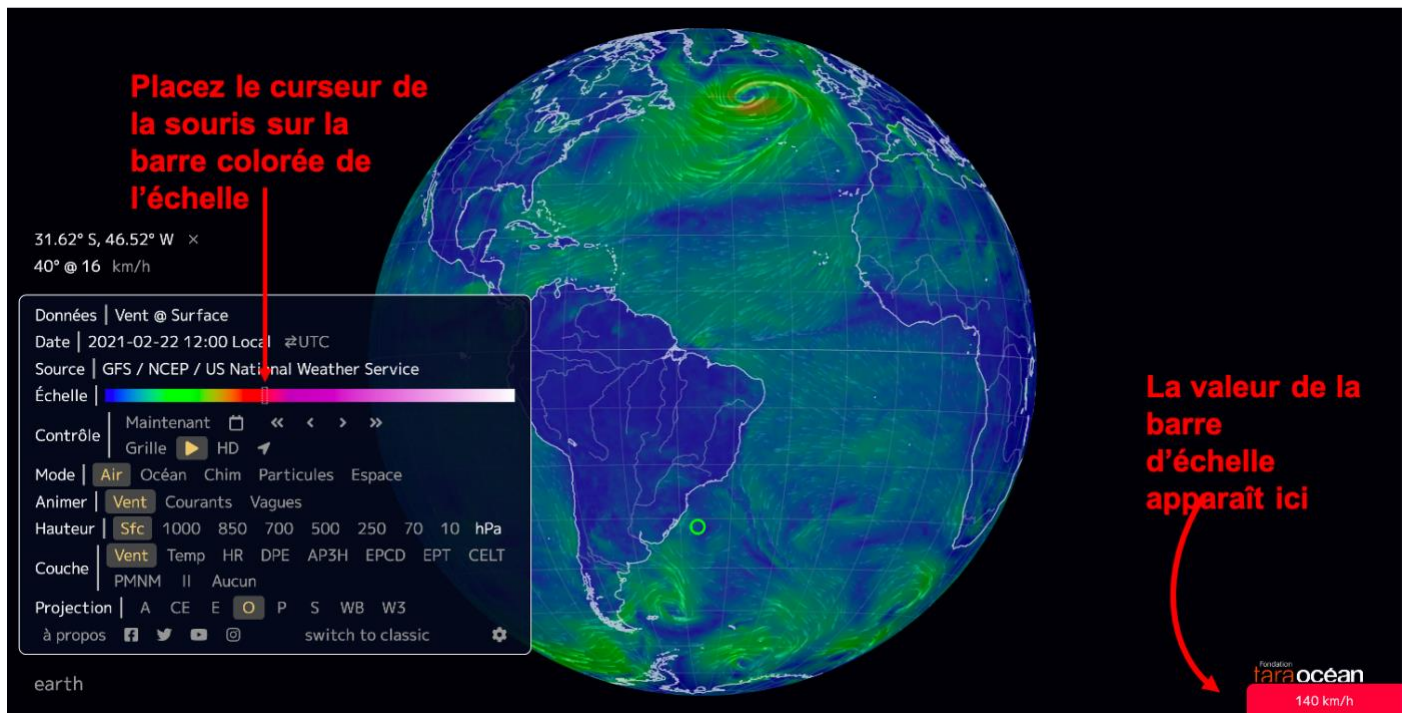 Placez le curseur de
la souris sur la
barre colorée de
l'échelle
31.62° S, 46.52° W ×
40° @ 16 km/h
Données | Vent @ Surface
Date | 2021-02-22 12:00 Local ⇄UTC
Source | GFS / NCEP / US National Weather Service
Échelle |
Contrôle | Maintenant « ‹ › »
Grille HD
Mode | Air Océan Chim Particules Espace
Animer | Vent Courants Vagues
Hauteur | Sfc 1000 850 700 500 250 70 10 hPa
Couche | Vent Temp HR DPE AP3H EPCD EPT CELT
PMNM II Aucun
Projection | A CE E O P S WB W3
à propos switch to classic
earth
La valeur de la
barre
d'échelle
apparaît ici
Fondation
tara océan
140 km/h